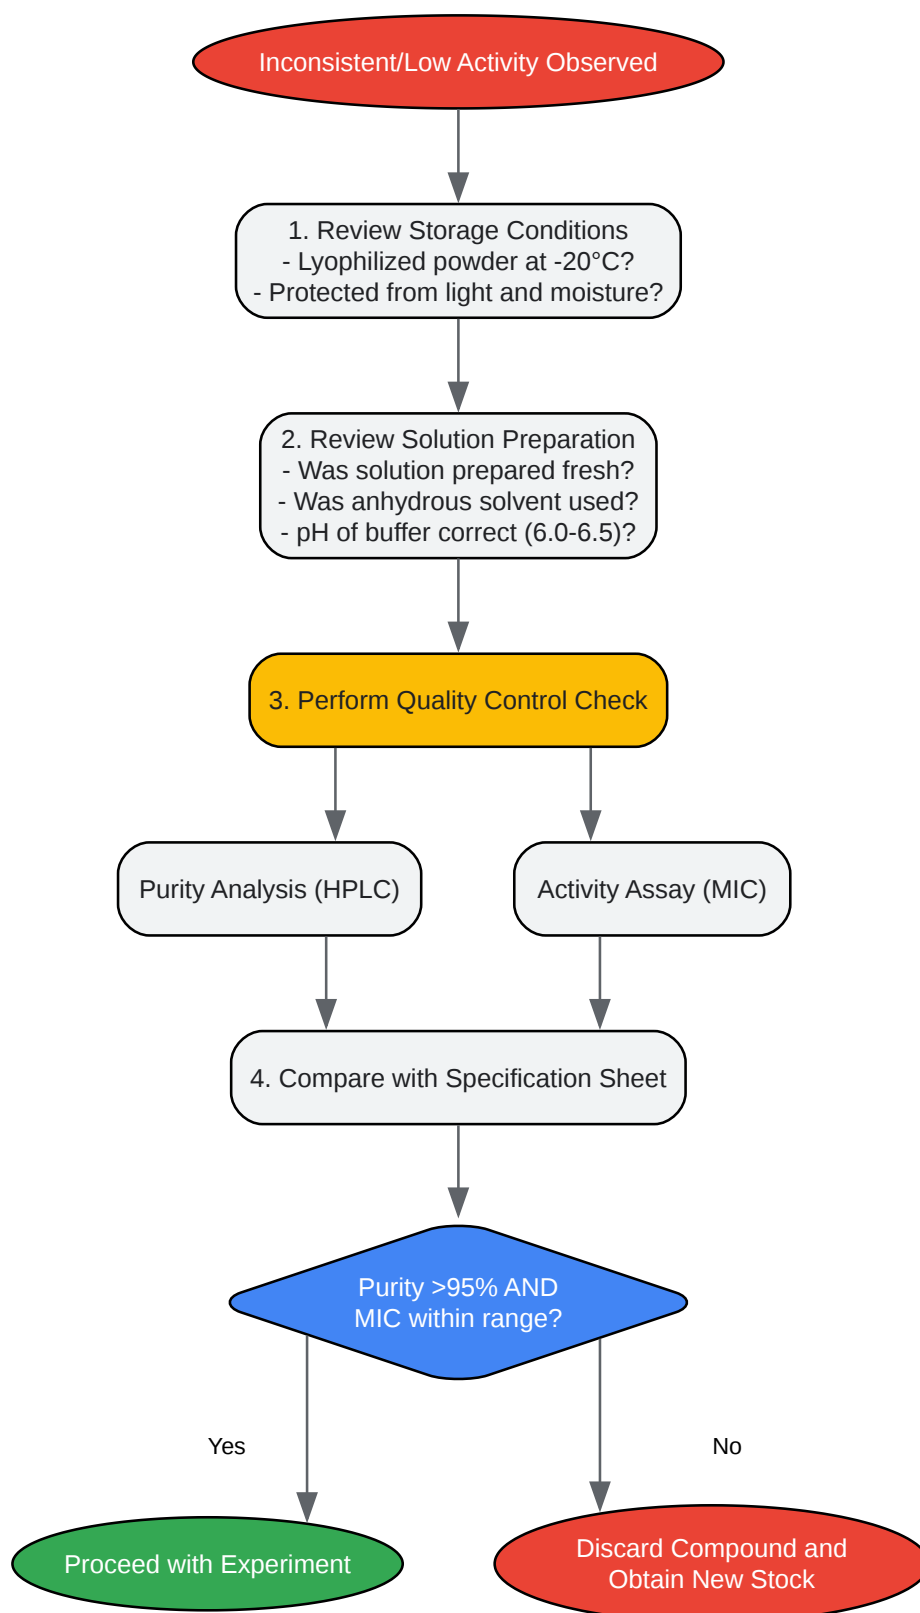 Inconsistent/Low Activity Observed
1. Review Storage Conditions
- Lyophilized powder at -20°C?
- Protected from light and moisture?
2. Review Solution Preparation
- Was solution prepared fresh?
- Was anhydrous solvent used?
- pH of buffer correct (6.0-6.5)?
3. Perform Quality Control Check
Purity Analysis (HPLC)
Activity Assay (MIC)
4. Compare with Specification Sheet
Purity >95% AND
MIC within range?
Yes
No
Proceed with Experiment
Discard Compound and
Obtain New Stock